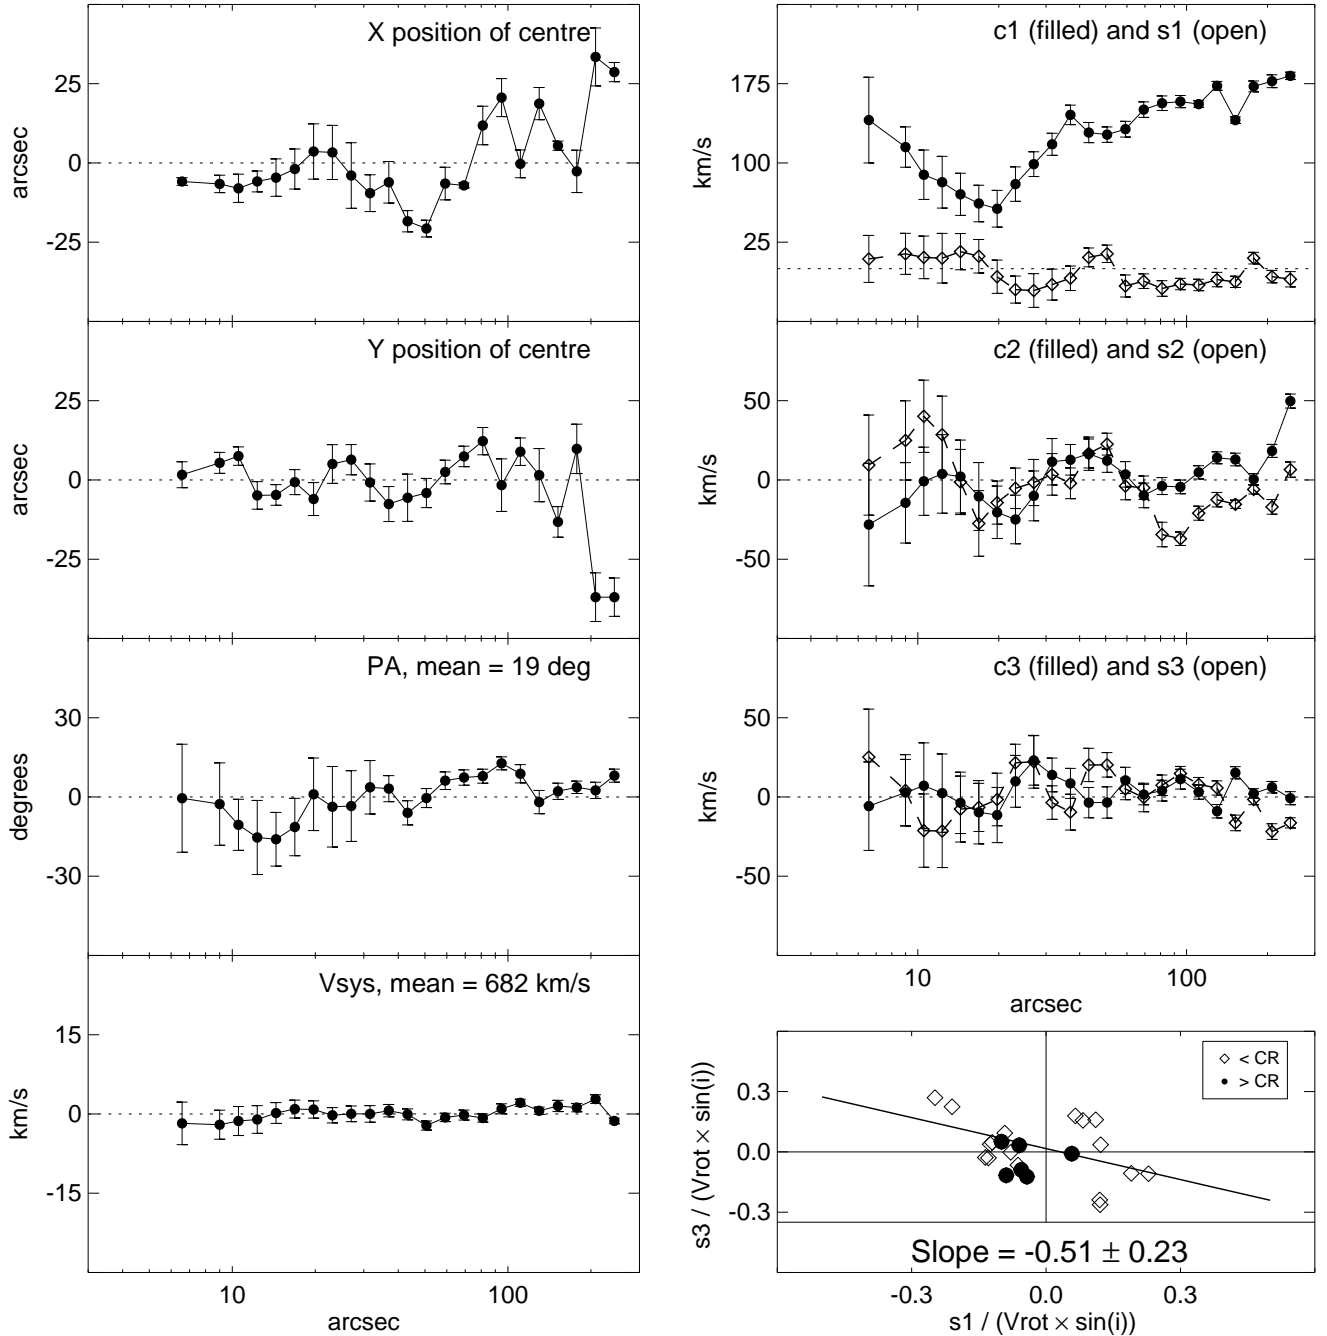 X position of centre
25
0
-25
arcsec
Y position of centre
25
0
-25
arcsec
PA, mean = 19 deg
30
0
-30
degrees
Vsys, mean = 682 km/s
15
0
-15
km/s
10
100
arcsec
c1 (filled) and s1 (open)
175
100
25
km/s
c2 (filled) and s2 (open)
50
0
-50
km/s
c3 (filled) and s3 (open)
50
0
-50
km/s
10
100
arcsec
< CR
> CR
0.3
0.0
-0.3
s3 / (Vrot × sin(i))
Slope = -0.51 ± 0.23
-0.3
0.0
0.3
s1 / (Vrot × sin(i))